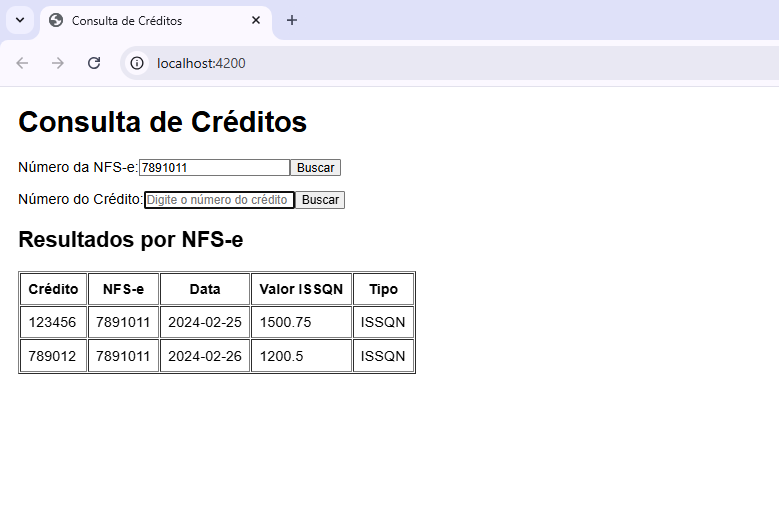 Consulta de Créditos
localhost:4200
Consulta de Créditos
Número da NFS-e: 7891011 Buscar
Número do Crédito: Digite o número do crédito Buscar
Resultados por NFS-e
Crédito NFS-e Data Valor ISSQN Tipo
123456 7891011 2024-02-25 1500.75 ISSQN
789012 7891011 2024-02-26 1200.5 ISSQN